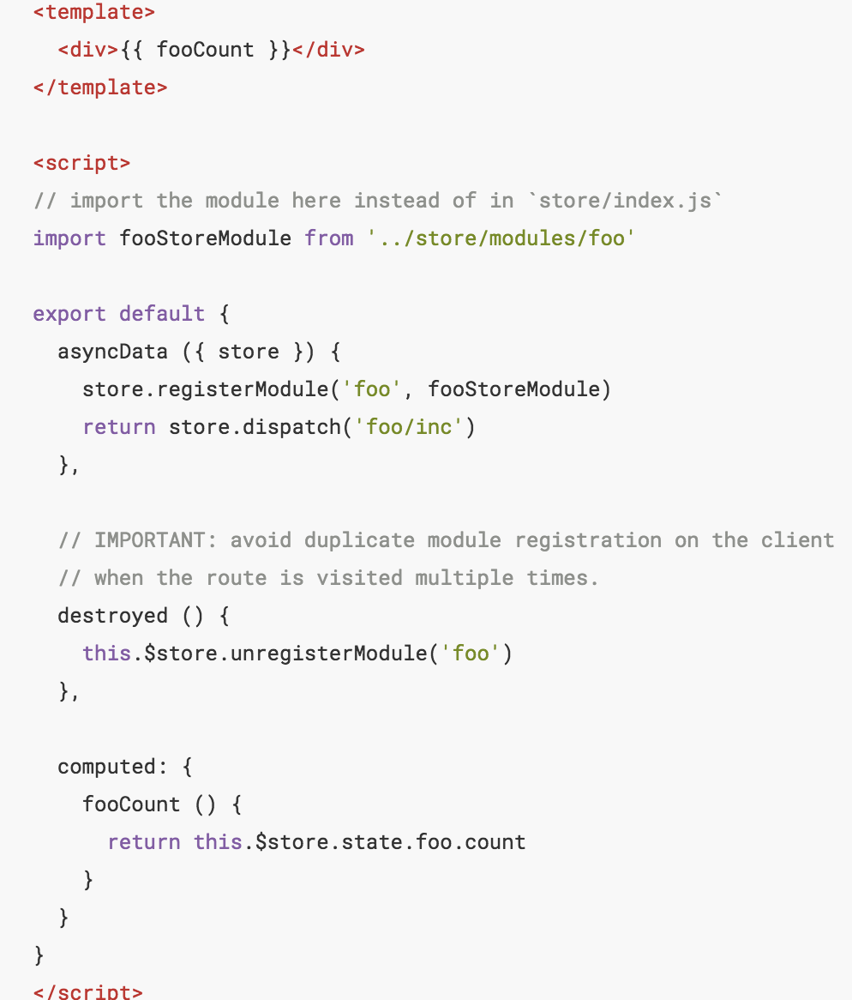 <template>
  <div>{{ fooCount }}</div>
</template>

<script>
// import the module here instead of in `store/index.js`
import fooStoreModule from '../store/modules/foo'

export default {
  asyncData ({ store }) {
    store.registerModule('foo', fooStoreModule)
    return store.dispatch('foo/inc')
  },

  // IMPORTANT: avoid duplicate module registration on the client
  // when the route is visited multiple times.
  destroyed () {
    this.$store.unregisterModule('foo')
  },

  computed: {
    fooCount () {
      return this.$store.state.foo.count
    }
  }
}
</script>